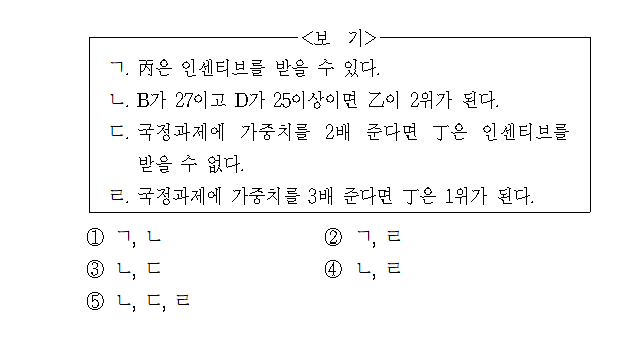 <보 기>
ㄱ. 丙은 인센티브를 받을 수 있다.
ㄴ. B가 27이고 D가 25이상이면 乙이 2위가 된다.
ㄷ. 국정과제에 가중치를 2배 준다면 丁은 인센티브를
받을 수 없다.
ㄹ. 국정과제에 가중치를 3배 준다면 丁은 1위가 된다.
① ㄱ, ㄴ ② ㄱ, ㄹ
③ ㄴ, ㄷ ④ ㄴ, ㄹ
⑤ ㄴ, ㄷ, ㄹ